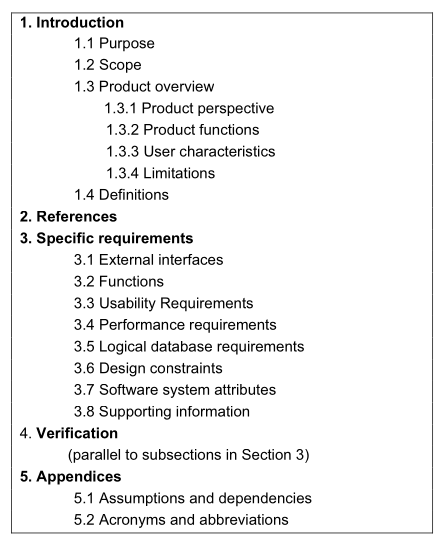 1. Introduction
1.1 Purpose
1.2 Scope
1.3 Product overview
1.3.1 Product perspective
1.3.2 Product functions
1.3.3 User characteristics
1.3.4 Limitations
1.4 Definitions
2. References
3. Specific requirements
3.1 External interfaces
3.2 Functions
3.3 Usability Requirements
3.4 Performance requirements
3.5 Logical database requirements
3.6 Design constraints
3.7 Software system attributes
3.8 Supporting information
4. Verification
(parallel to subsections in Section 3)
5. Appendices
5.1 Assumptions and dependencies
5.2 Acronyms and abbreviations